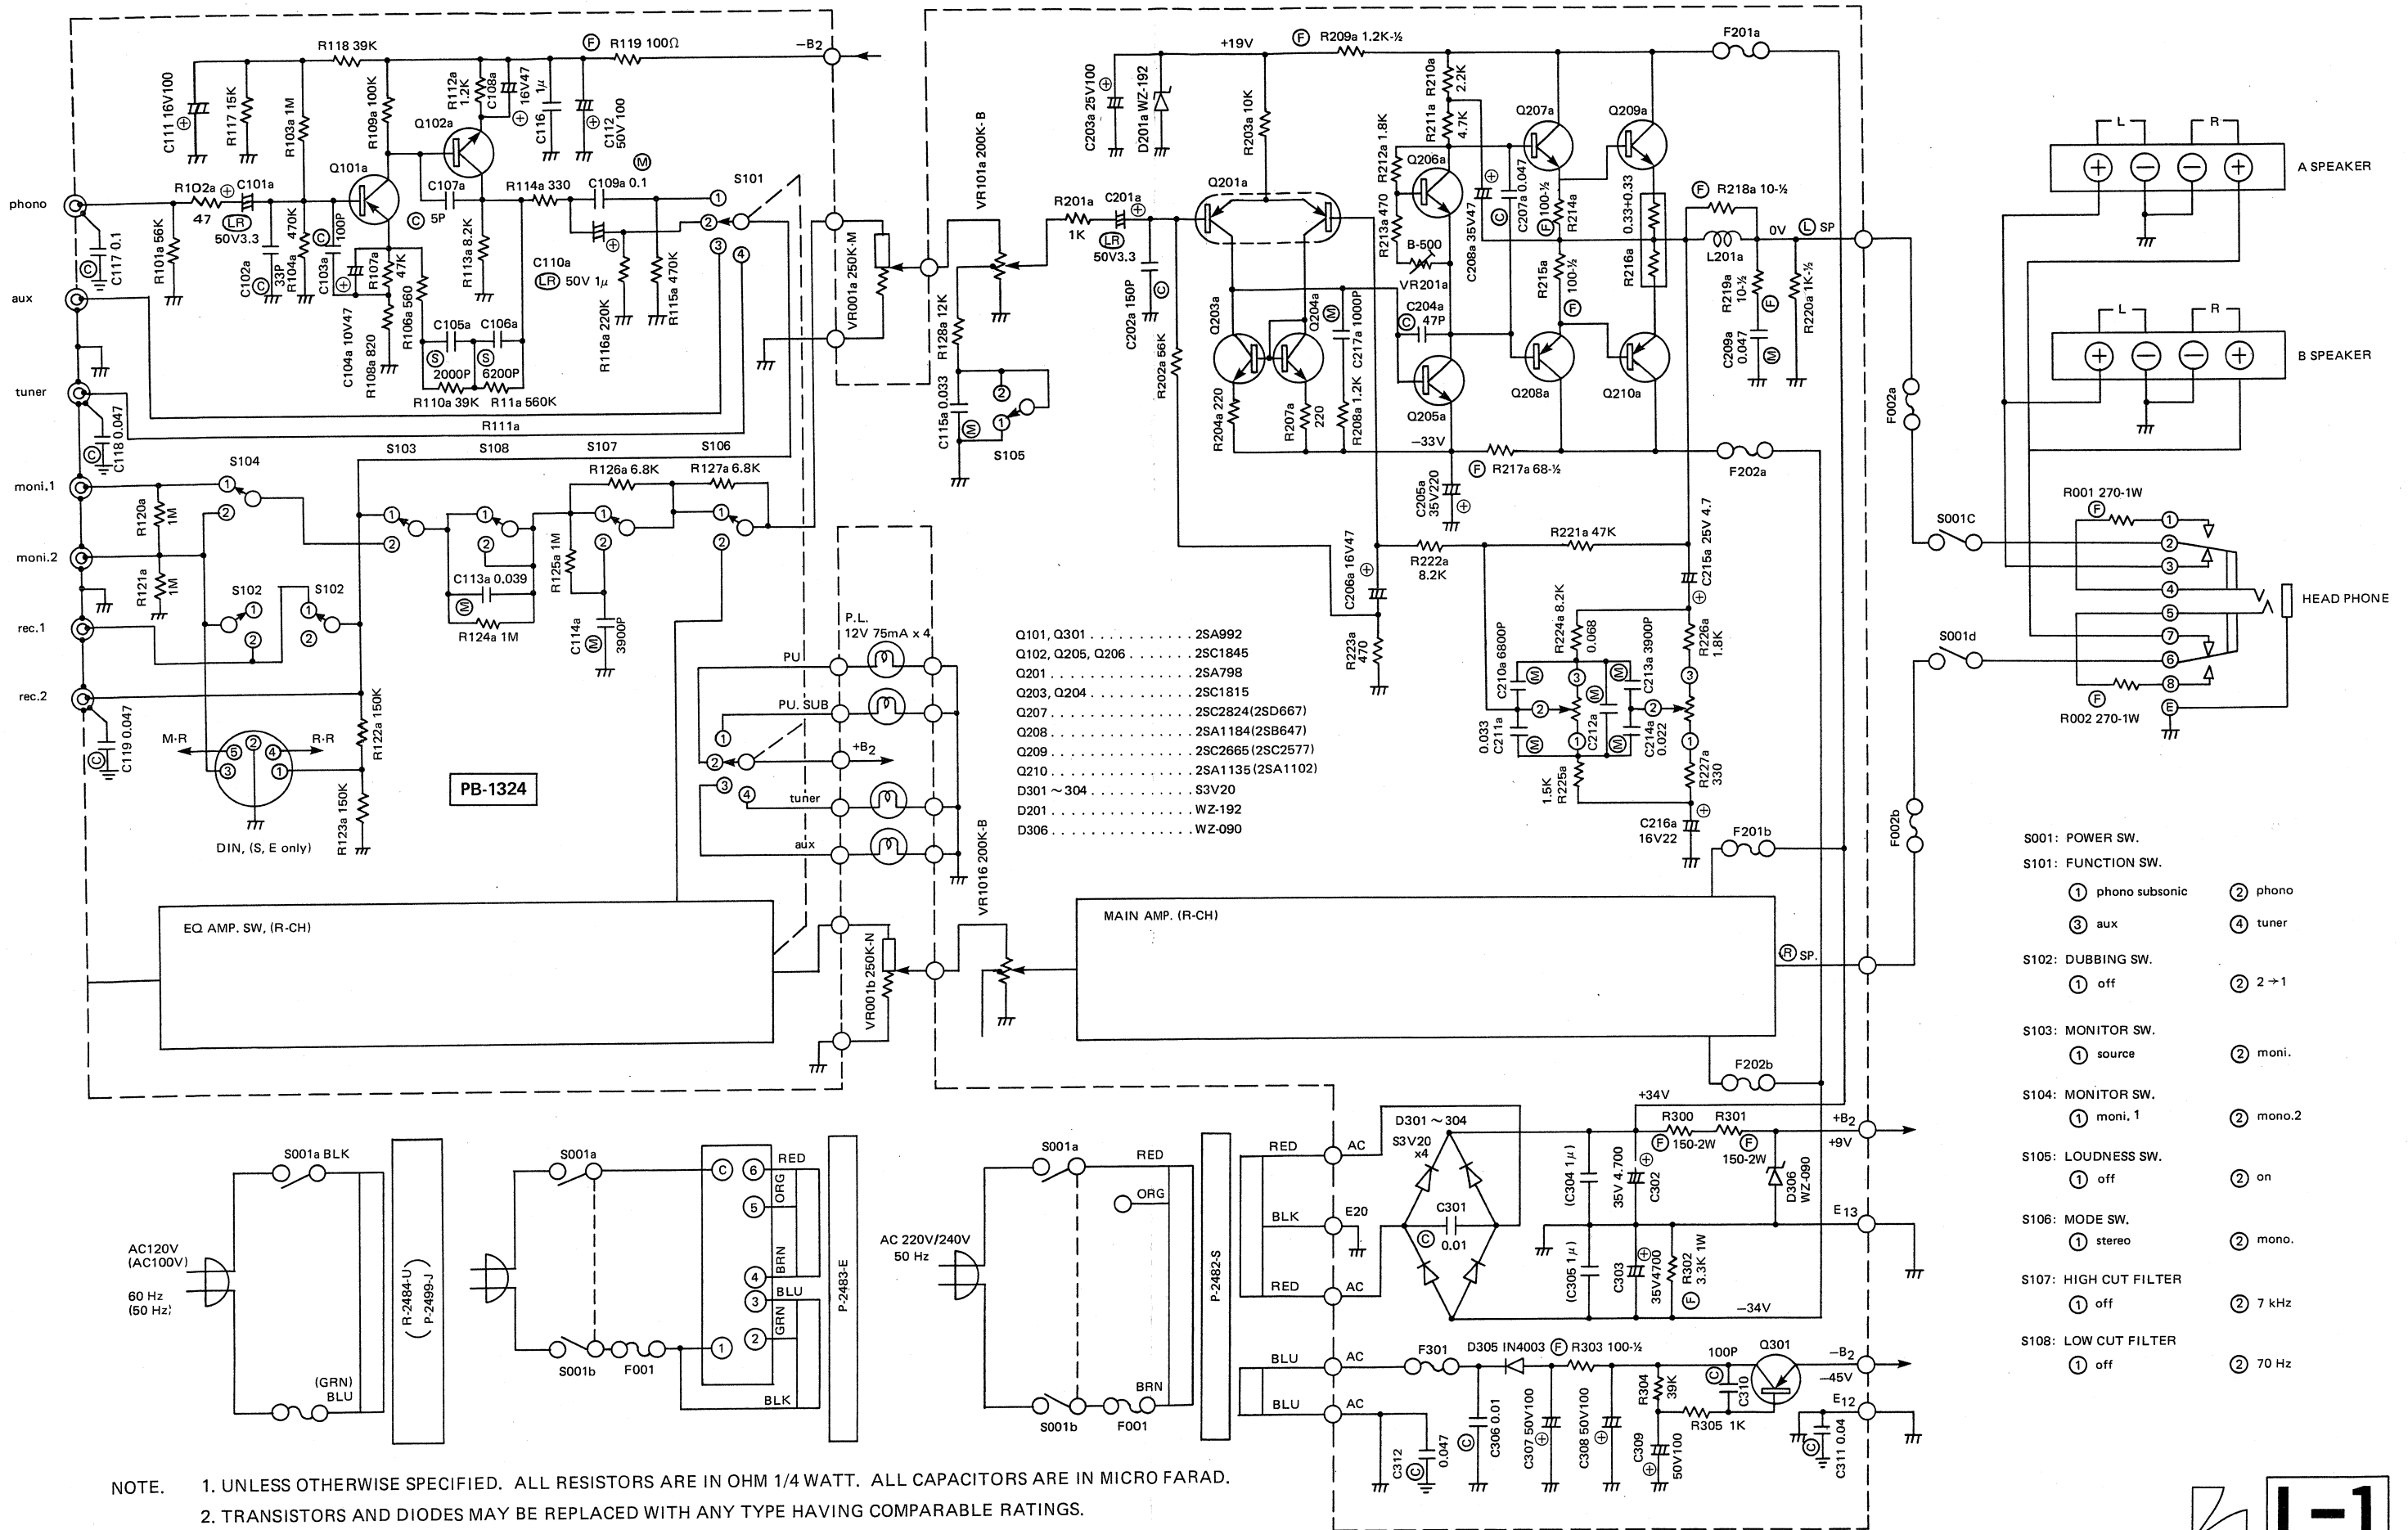 R118 39K
Ⓕ R119 100Ω
–B2
C111 16V100
R117 15K
R103a 1M
R109a 100K
R112a 1.2K
C108a 16V47
C116 1μ
C112 50V 100
Q102a
Q101a
phono
R102a 47
C101a
LR
50V3.3
C107a
5P
R114a 330
C109a 0.1
Ⓜ
S101
C117 0.1
R101a 56K
C102a 33P
R104a 470K
C103a 100P
R107a 47K
R113a 8.2K
C110a
LR 50V 1μ
R116a 220K
R115a 470K
aux
C104a 10V47
R108a 820
R106a 560
C105a
C106a
2000P
6200P
R110a 39K
R11a 560K
R111a
tuner
C118 0.047
moni.1
S104
S103
S108
S107
S106
R126a 6.8K
R127a 6.8K
R120a 1M
moni.2
R121a 1M
S102
S102
C113a 0.039
R124a 1M
R125a 1M
C114a 3900P
rec.1
rec.2
C119 0.047
M·R
R·R
R122a 150K
R123a 150K
DIN, (S, E only)
PB-1324
P.L.
12V 75mA x 4
PU
PU. SUB
+B2
tuner
aux
EQ AMP. SW, (R-CH)
VR001a 250K-M
VR101a 200K- B
VR001b 250K-N
VR1016 200K-B
R128a 12K
C115a 0.033
S105
+19V
Ⓕ R209a 1.2K-½
F201a
C203a 25V100
D201a WZ-192
R203a 10K
R210a 2.2K
R211a 4.7K
R212a 1.8K
R213a 470
Q206a
Q207a
Q209a
Q201a
R201a 1K
C201a
LR
50V3.3
C202a 150P
R202a 56K
B-500
VR201a
C208a 35V47
C207a 0.047
100-½
R214a
0.33+0.33
R216a
R215a 100-½
Ⓕ R218a 10-½
L201a
0V
Ⓛ SP
R219a 10-½
C209a 0.047
R220a 1K-½
Q203a
Q204a
C217a 1000P
C204a
47P
R204a 220
R207a 220
R208a 1.2K
Q205a
Q208a
Q210a
–33V
Ⓕ R217a 68-½
F202a
C205a 35V220
C206a 16V47
R222a 8.2K
R221a 47K
R223a 470
C215a 25V 4.7
R224a 8.2K
0.068
C210a 6800P
C213a 3900P
R226a 1.8K
0.033 C211a
C212a
C214a 0.022
R227a 330
1.5K R225a
C216a
16V22
Q101, Q301 . . . . . . . . . . . 2SA992
Q102, Q205, Q206 . . . . . . . 2SC1845
Q201 . . . . . . . . . . . . . . . 2SA798
Q203, Q204 . . . . . . . . . . . 2SC1815
Q207 . . . . . . . . . . . . . . . 2SC2824(2SD667)
Q208 . . . . . . . . . . . . . . . 2SA1184(2SB647)
Q209 . . . . . . . . . . . . . . . 2SC2665(2SC2577)
Q210 . . . . . . . . . . . . . . . 2SA1135(2SA1102)
D301 ~ 304 . . . . . . . . . . . S3V20
D201 . . . . . . . . . . . . . . . WZ-192
D306 . . . . . . . . . . . . . . . WZ-090
F201b
MAIN AMP. (R-CH)
Ⓡ SP.
F202b
L
R
A SPEAKER
L
R
B SPEAKER
F002a
F002b
R001 270-1W
S001C
S001d
① ② ③ ④ ⑤ ⑦ ⑥ ⑧ Ⓔ
HEAD PHONE
R002 270-1W
S001: POWER SW.
S101: FUNCTION SW.
① phono subsonic ② phono
③ aux ④ tuner
S102: DUBBING SW.
① off ② 2→1
S103: MONITOR SW.
① source ② moni.
S104: MONITOR SW.
① moni. 1 ② mono.2
S105: LOUDNESS SW.
① off ② on
S106: MODE SW.
① stereo ② mono.
S107: HIGH CUT FILTER
① off ② 7 kHz
S108: LOW CUT FILTER
① off ② 70 Hz
AC120V
(AC100V)
60 Hz
(50 Hz)
S001a BLK
(GRN)
BLU
R-2484-U
(P-2499-J)
S001a
S001b
F001
RED
ORG
BRN
BLU
GRN
BLK
P-2483-E
AC 220V/240V
50 Hz
S001a
RED
ORG
BRN
S001b
F001
P-2482-S
RED
AC
BLK
E20
RED
AC
BLU
AC
BLU
AC
D301 ~ 304
S3V20
x4
C301
0.01
+34V
R300
R301
150-2W
150-2W
+B2
+9V
(C304 1μ)
35V 4.700
C302
D306
WZ-090
E13
(C305 1μ)
C303
35V4700
R302
3.3K 1W
–34V
F301
D305 IN4003
Ⓕ R303 100-½
100P
C310
Q301
–B2
–45V
R304
39K
R305 1K
E12
C312
0.047
C306 0.01
C307 50V100
C308 50V100
C309
50V100
C311 0.04
NOTE. 1. UNLESS OTHERWISE SPECIFIED. ALL RESISTORS ARE IN OHM 1/4 WATT. ALL CAPACITORS ARE IN MICRO FARAD.
2. TRANSISTORS AND DIODES MAY BE REPLACED WITH ANY TYPE HAVING COMPARABLE RATINGS.
L-1